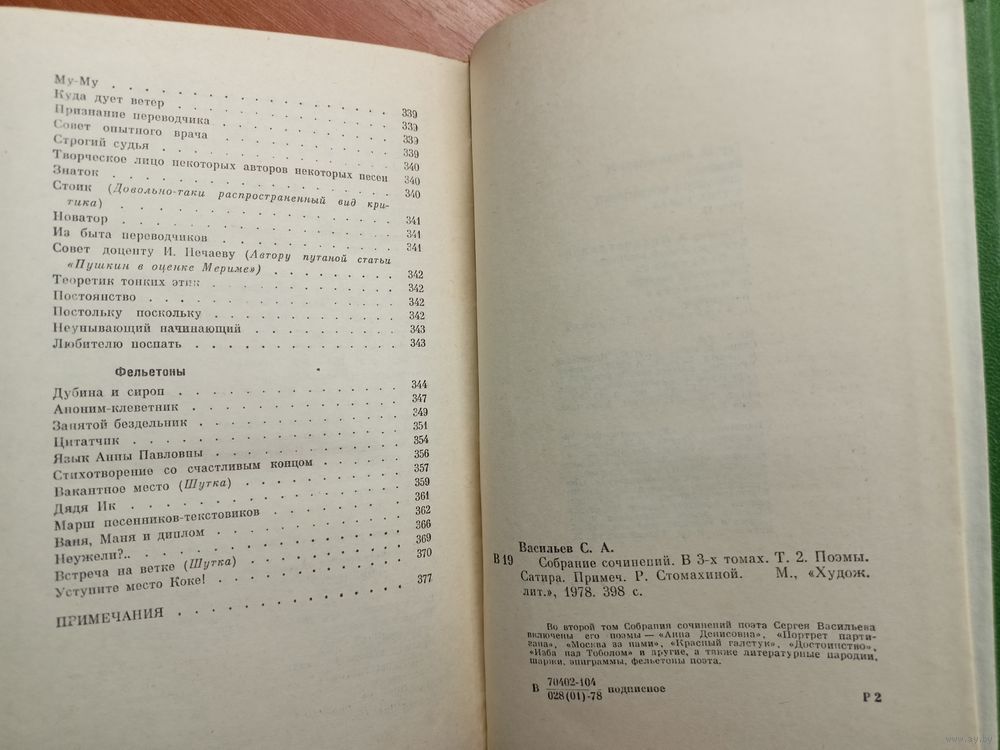 Му-Му . . . . . . . . . . . . . . . . 339
Куда дует ветер . . . . . . . . . . . . 339
Признание переводчика . . . . . . . . . 339
Совет опытного врача . . . . . . . . . . 339
Строгий судья . . . . . . . . . . . . . 340
Творческое лицо некоторых авторов некоторых песен 340
Знаток . . . . . . . . . . . . . . . . 340
Стоик (Довольно-таки распространенный вид кри-
тика) . . . . . . . . . . . . . . . . 341
Новатор . . . . . . . . . . . . . . . 341
Из быта переводчиков . . . . . . . . . . 341
Совет доценту И. Нечаеву (Автору путаной статьи
«Пушкин в оценке Мериме») . . . . . . . . 342
Теоретик тонких этик . . . . . . . . . . 342
Постоянство . . . . . . . . . . . . . . 342
Постольку поскольку . . . . . . . . . . 342
Неунывающий начинающий . . . . . . . . 343
Любителю поспать . . . . . . . . . . . 343
Фельетоны
Дубина и сироп . . . . . . . . . . . . 344
Аноним-клеветник . . . . . . . . . . . 347
Занятой бездельник . . . . . . . . . . . 349
Цитатчик . . . . . . . . . . . . . . . 351
Язык Анны Павловны . . . . . . . . . . 354
Стихотворение со счастливым концом . . . . 356
Вакантное место (Шутка) . . . . . . . . . 357
Дядя Ик . . . . . . . . . . . . . . . 359
Марш песенников-текстовиков . . . . . . . 361
Ваня, Маня и диплом . . . . . . . . . . 362
Неужели?.. . . . . . . . . . . . . . . 366
Встреча на ветке (Шутка) . . . . . . . . 369
Уступите место Коке! . . . . . . . . . . 370
ПРИМЕЧАНИЯ . . . . . . . . . . . . . 377
Васильев С. А.
В 19 Собрание сочинений. В 3-х томах. Т. 2. Поэмы.
Сатира. Примеч. Р. Стомахиной. М., «Худож.
лит.», 1978. 398 с.
Во второй том Собрания сочинений поэта Сергея Васильева
включены его поэмы — «Анна Денисовна», «Портрет парти-
зана», «Москва за нами», «Красный галстук», «Достоинство»,
«Изба над Тоболом» и другие, а также литературные пародии,
шаржи, эпиграммы, фельетоны поэта.
В 70402-104
028(01)-78 подписное
Р 2
www.ay.by